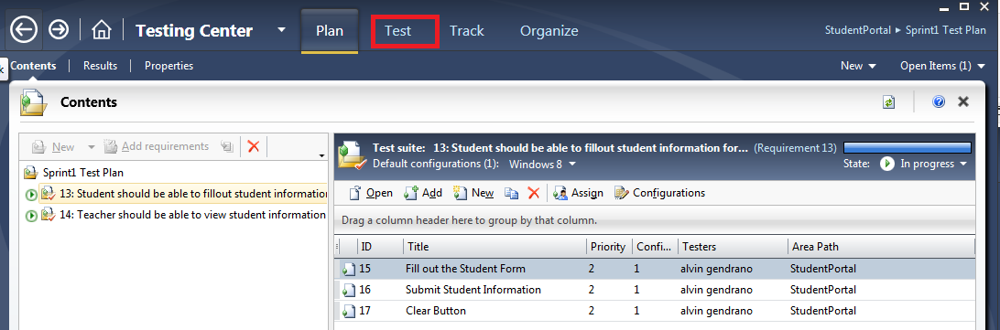 Testing Center Plan Test Track Organize StudentPortal ▸ Sprint1 Test Plan
Contents Results Properties New Open Items (1)
Contents
New Add requirements
Sprint1 Test Plan
13: Student should be able to fillout student information
14: Teacher should be able to view student information
Test suite: 13: Student should be able to fillout student information for... (Requirement 13)
Default configurations (1): Windows 8 State: In progress
Open Add New Assign Configurations
Drag a column header here to group by that column.
ID Title Priority Confi... Testers Area Path
15 Fill out the Student Form 2 1 alvin gendrano StudentPortal
16 Submit Student Information 2 1 alvin gendrano StudentPortal
17 Clear Button 2 1 alvin gendrano StudentPortal